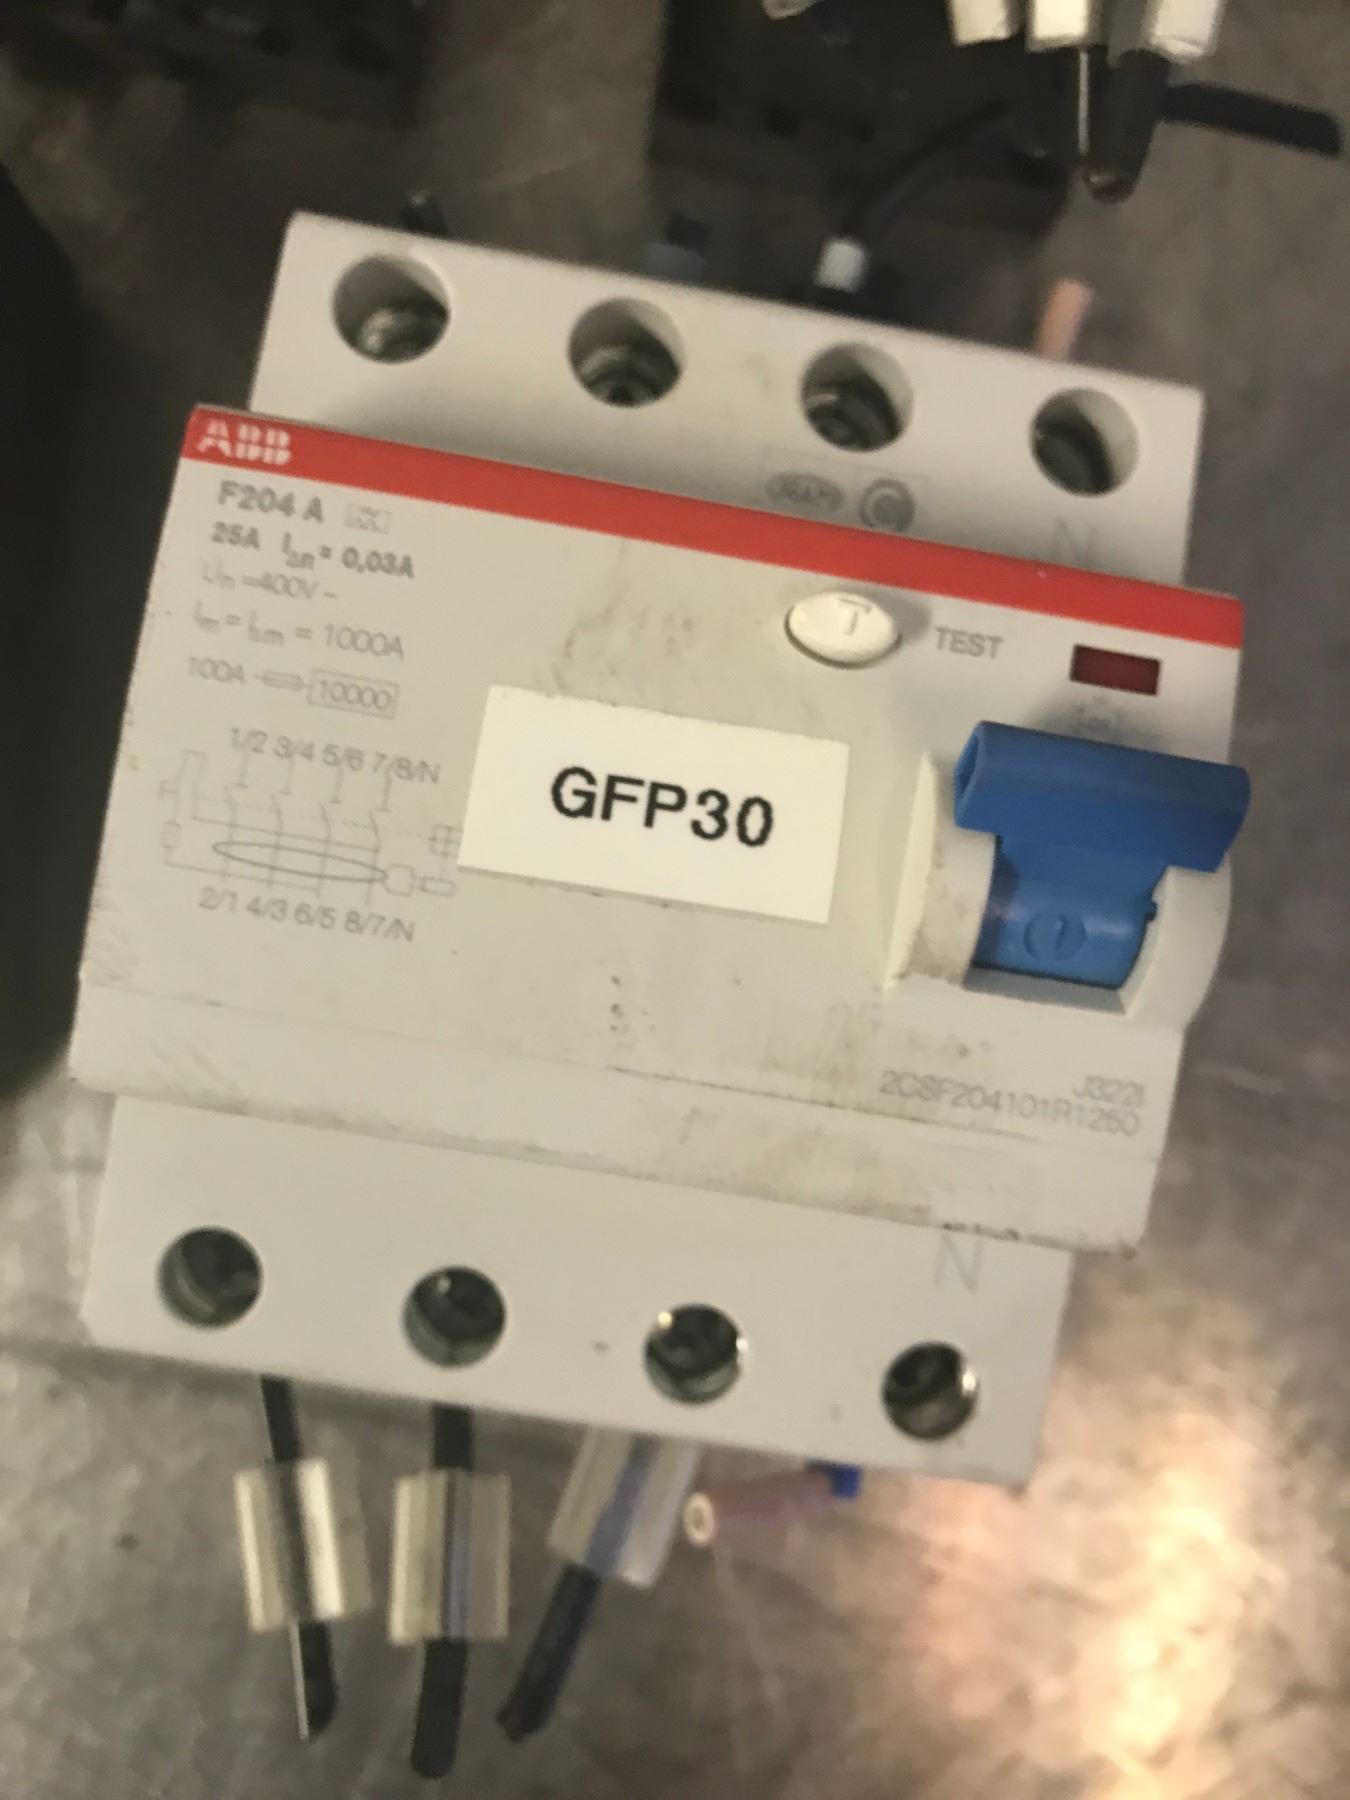 ABB
F204 A
25A IΔn = 0,03A
Un =400V~
Im = IΔm = 1000A
100A 10000
1/2 3/4 5/6 7/8/N
2/1 4/3 6/5 8/7/N
N
T
TEST
GFP30
J322I
2CSF204101R1250
N